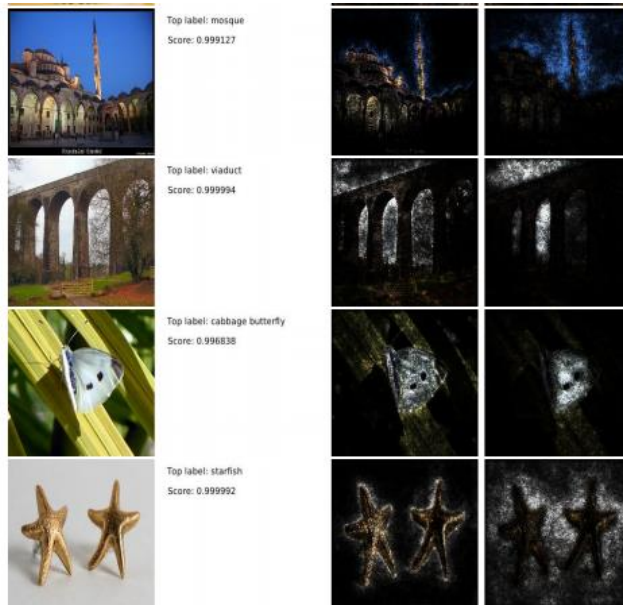 Top label: mosque
Score: 0.999127
Top label: viaduct
Score: 0.999994
Top label: cabbage butterfly
Score: 0.996838
Top label: starfish
Score: 0.999992